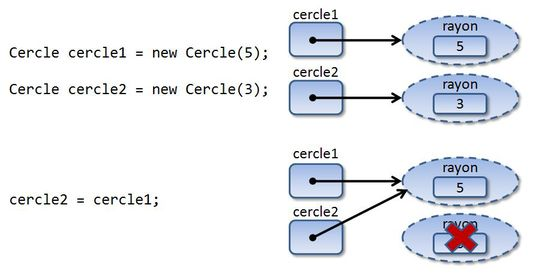 cercle1
rayon
Cercle cercle1 = new Cercle(5);
5
cercle2
rayon
Cercle cercle2 = new Cercle(3);
3
cercle1
rayon
5
cercle2 = cercle1;
cercle2
rayon